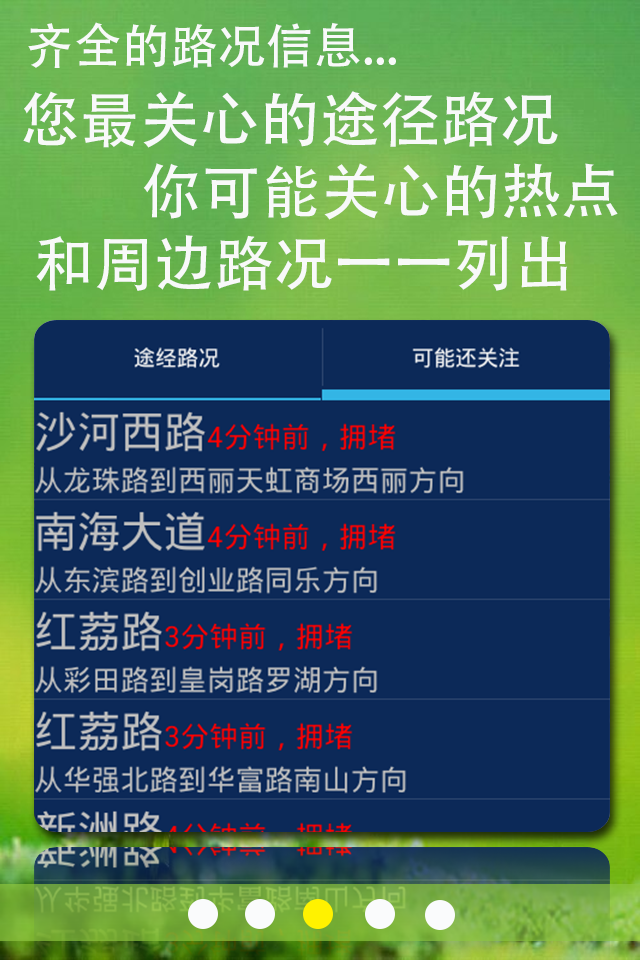 齐全的路况信息...
您最关心的途径路况
你可能关心的热点
和周边路况一一列出
途经路况
可能还关注
沙河西路4分钟前，拥堵
从龙珠路到西丽天虹商场西丽方向
南海大道4分钟前，拥堵
从东滨路到创业路同乐方向
红荔路3分钟前，拥堵
从彩田路到皇岗路罗湖方向
红荔路3分钟前，拥堵
从华强北路到华富路南山方向
新洲路4分钟前，拥堵